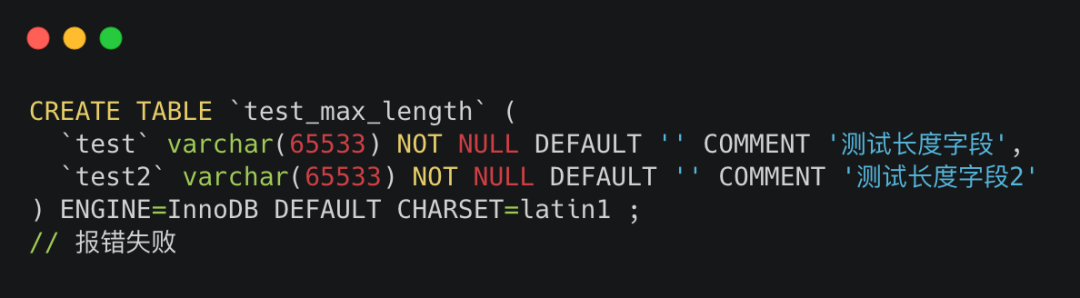 CREATE TABLE `test_max_length` (
  `test` varchar(65533) NOT NULL DEFAULT '' COMMENT '测试长度字段',
  `test2` varchar(65533) NOT NULL DEFAULT '' COMMENT '测试长度字段2'
) ENGINE=InnoDB DEFAULT CHARSET=latin1 ;
// 报错失败